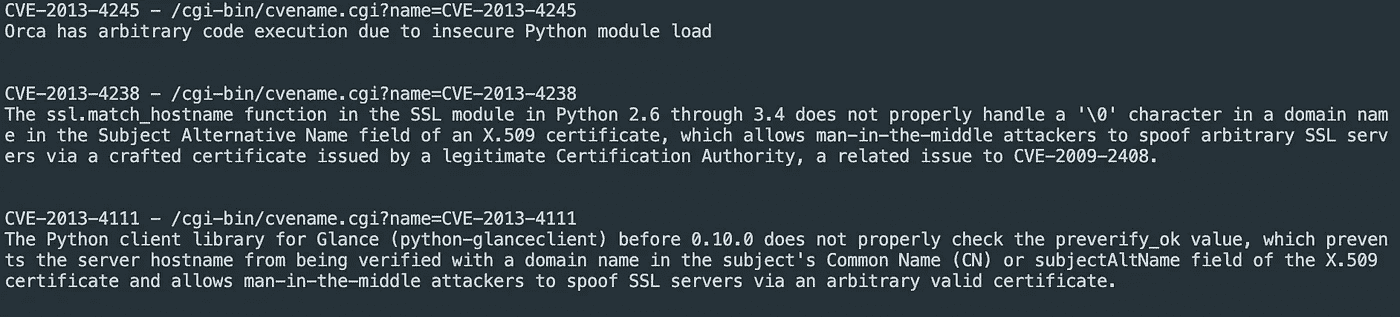 CVE-2013-4245 – /cgi-bin/cvename.cgi?name=CVE-2013-4245
Orca has arbitrary code execution due to insecure Python module load
CVE-2013-4238 – /cgi-bin/cvename.cgi?name=CVE-2013-4238
The ssl.match_hostname function in the SSL module in Python 2.6 through 3.4 does not properly handle a '\0' character in a domain nam
e in the Subject Alternative Name field of an X.509 certificate, which allows man-in-the-middle attackers to spoof arbitrary SSL serv
ers via a crafted certificate issued by a legitimate Certification Authority, a related issue to CVE-2009-2408.
CVE-2013-4111 – /cgi-bin/cvename.cgi?name=CVE-2013-4111
The Python client library for Glance (python-glanceclient) before 0.10.0 does not properly check the preverify_ok value, which preven
ts the server hostname from being verified with a domain name in the subject's Common Name (CN) or subjectAltName field of the X.509
certificate and allows man-in-the-middle attackers to spoof SSL servers via an arbitrary valid certificate.